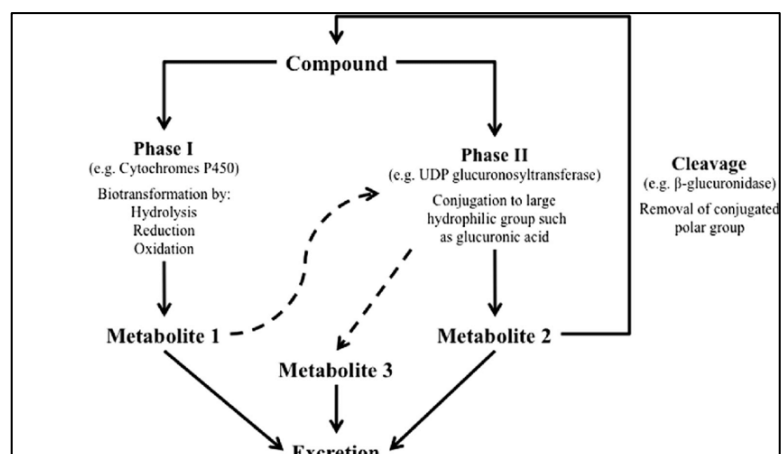 Compound
Phase I
(e.g. Cytochromes P450)
Biotransformation by:
Hydrolysis
Reduction
Oxidation
Phase II
(e.g. UDP glucuronosyltransferase)
Conjugation to large
hydrophilic group such
as glucuronic acid
Cleavage
(e.g. β-glucuronidase)
Removal of conjugated
polar group
Metabolite 1
Metabolite 2
Metabolite 3
Excretion